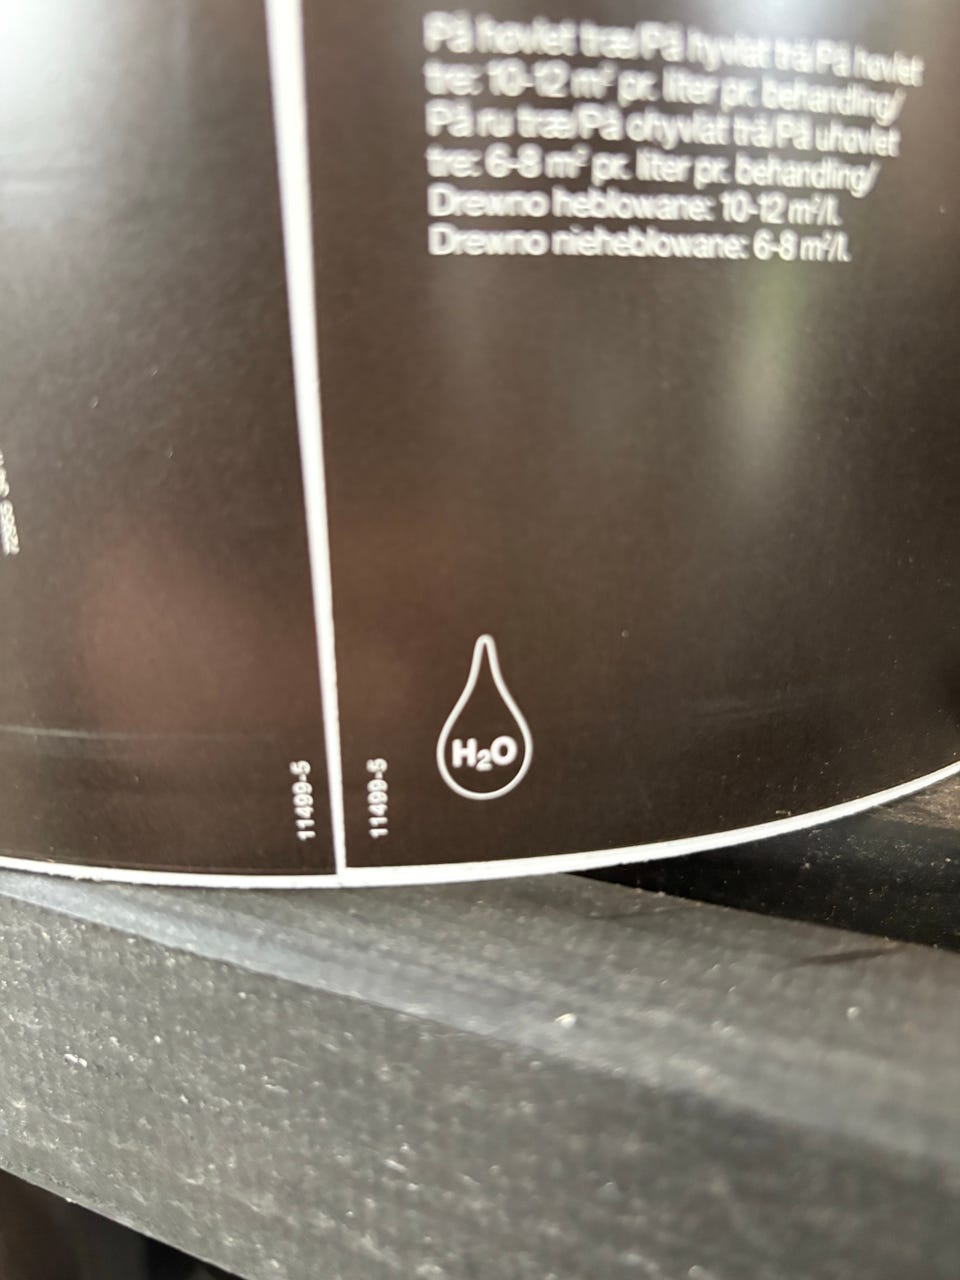 På høvlet træ/På hyvlat trä/På høvlet
tre: 10-12 m² pr. liter pr. behandling/
På ru træ/På ohyvlat trä/På uhøvlet
tre: 6-8 m² pr. liter pr. behandling/
Drewno heblowane: 10-12 m²/l.
Drewno nieheblowane: 6-8 m²/l.
H₂O
11499-5
11499-5